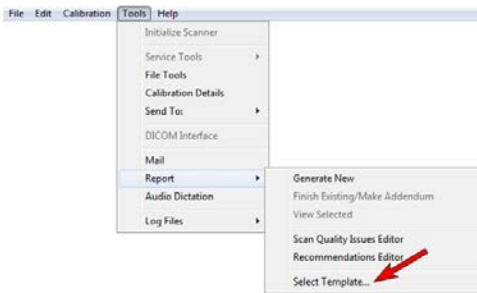 File Edit Calibration Tools Help
Initialize Scanner
Service Tools
File Tools
Calibration Details
Send To:
DICOM Interface
Mail
Report
Audio Dictation
Log Files
Generate New
Finish Existing/Make Addendum
View Selected
Scan Quality Issues Editor
Recommendations Editor
Select Template...